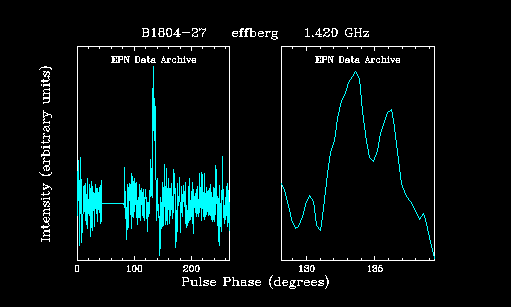 B1804-27 effberg 1.420 GHz
EPN Data Archive EPN Data Archive
Intensity (arbitrary units)
0 100 200 130 135
Pulse Phase (degrees)